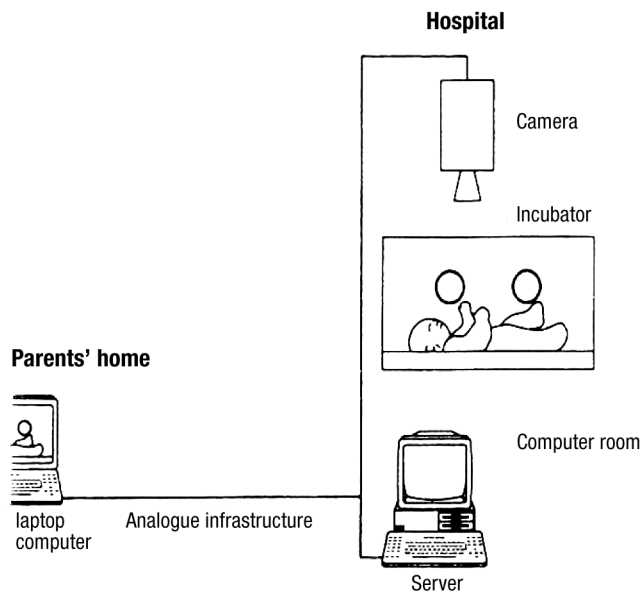 Hospital
Camera
Incubator
Parents' home
Computer room
laptop
computer
Analogue infrastructure
Server